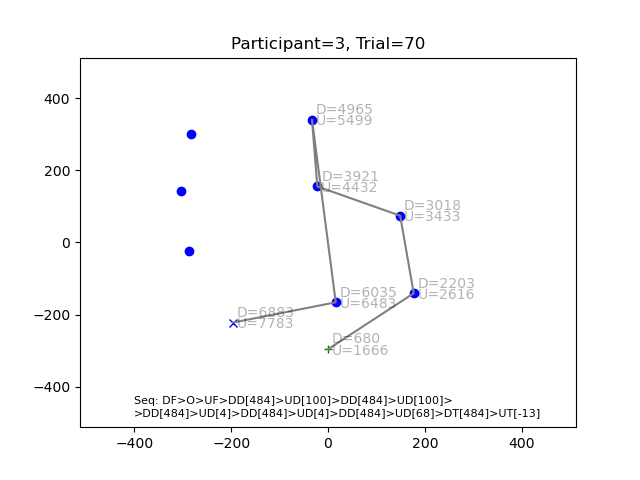 Participant=3, Trial=70
400
200
0
−200
−400
D=4965
U=5499
D=3921
U=4432
D=3018
U=3433
D=2203
U=2616
D=6035
U=6483
D=6883
U=7783
D=680
U=1666
Seq: DF>O>UF>DD[484]>UD[100]>DD[484]>UD[100]>
>DD[484]>UD[4]>DD[484]>UD[4]>DD[484]>UD[68]>DT[484]>UT[-13]
−400
−200
0
200
400